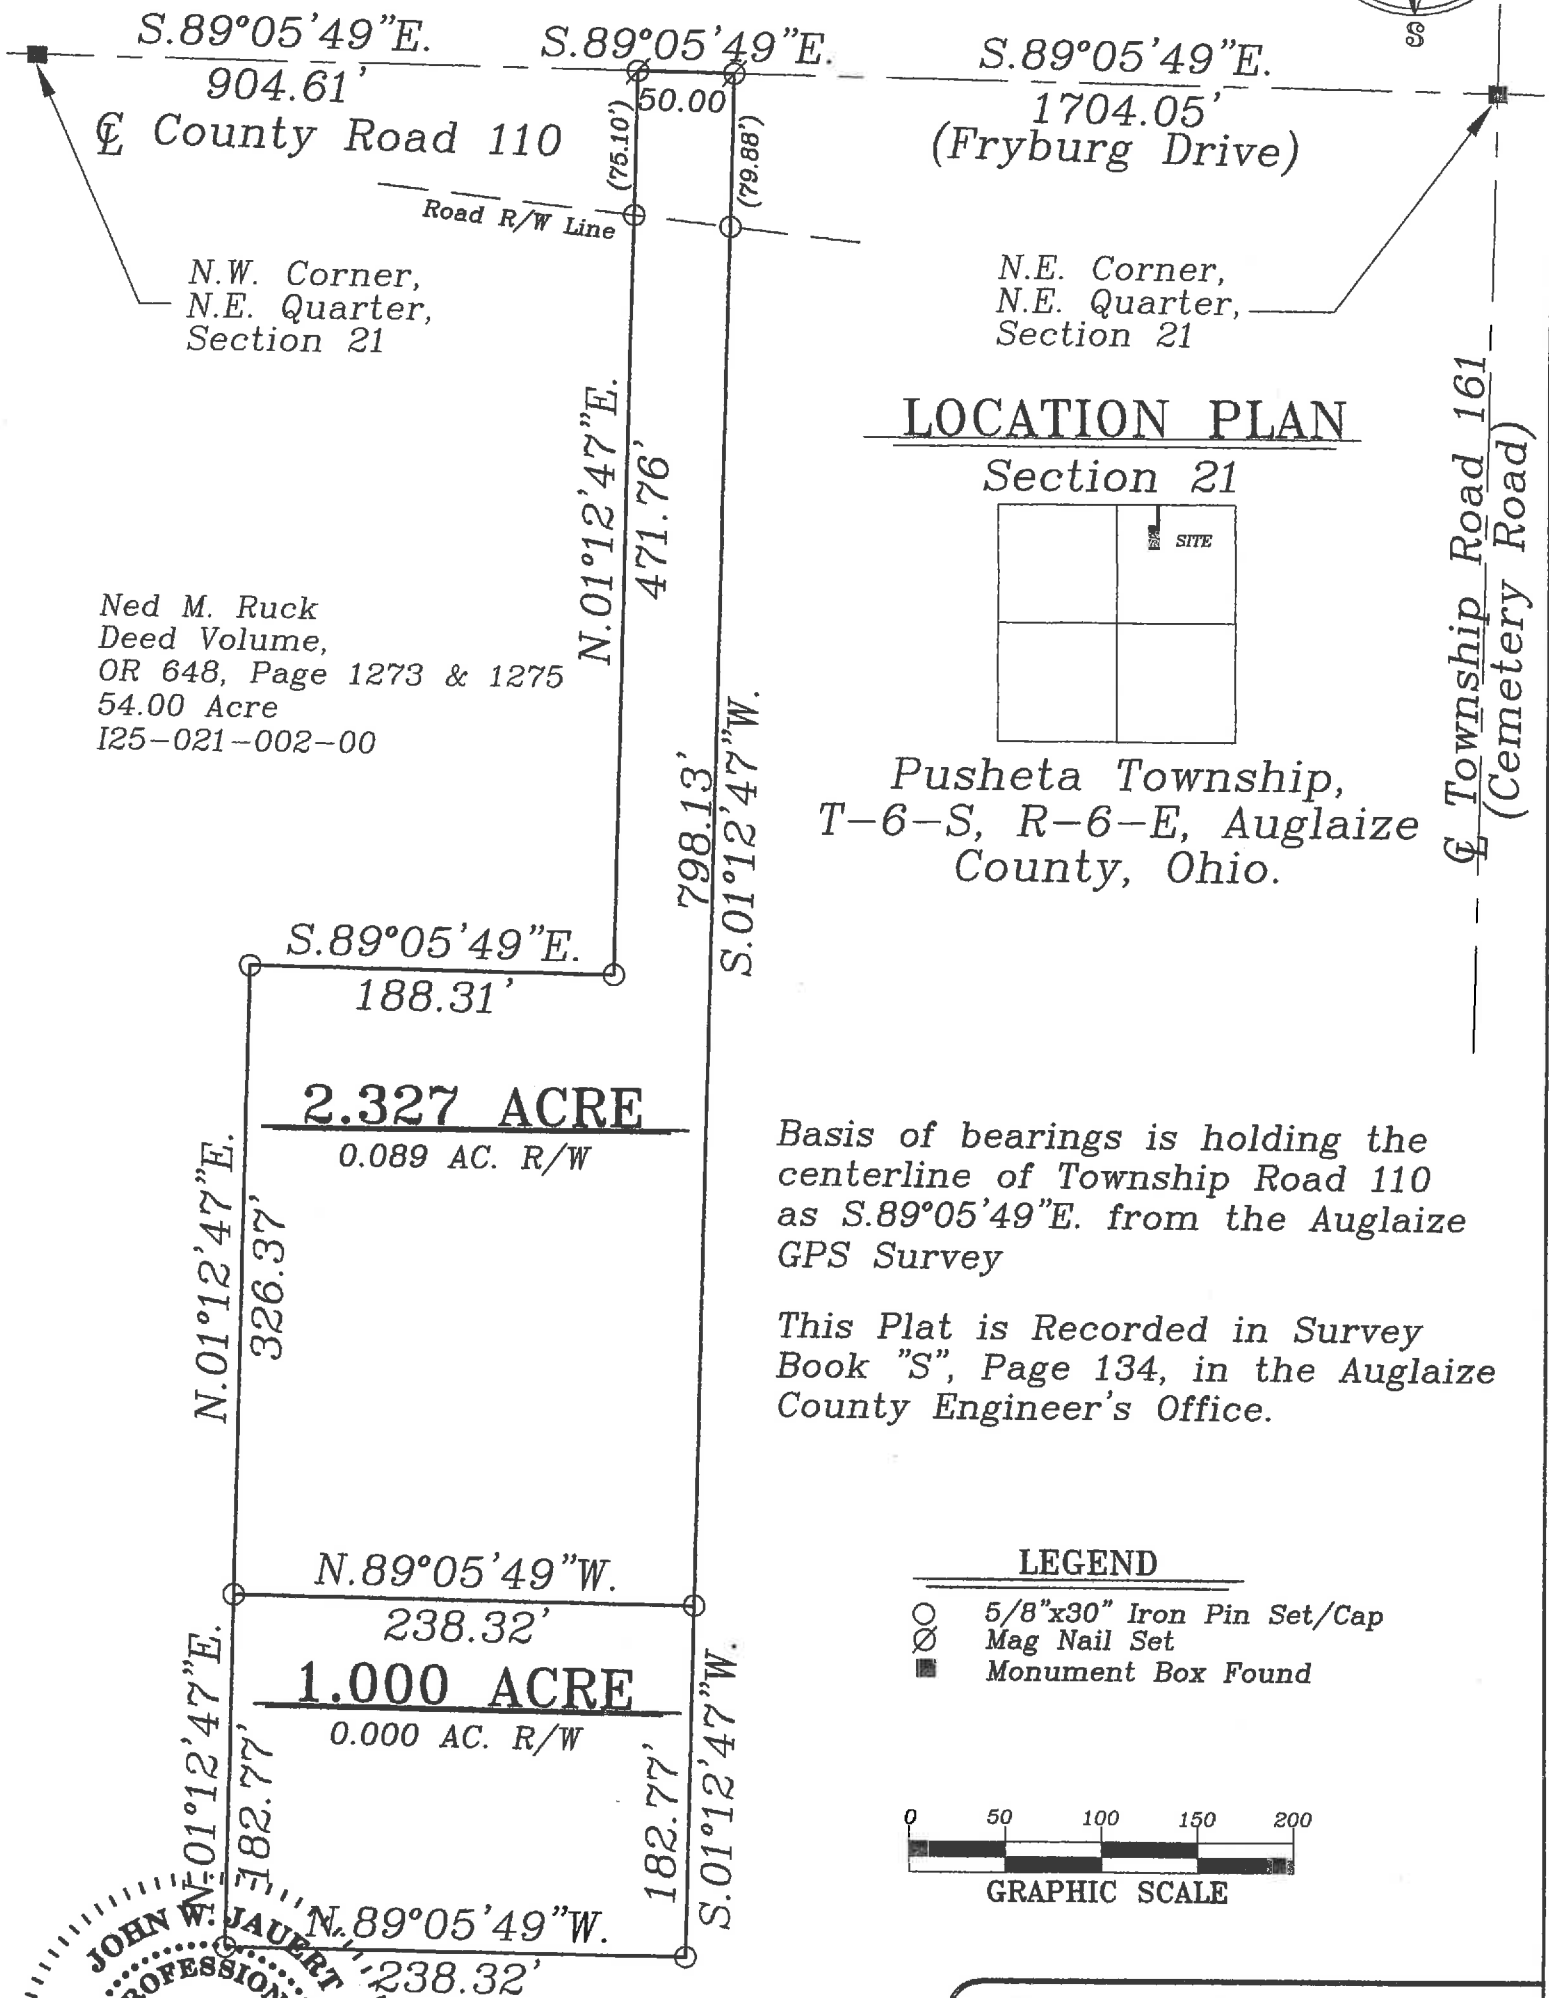 S.89°05'49"E.
904.61'
℄ County Road 110
S.89°05'49"E.
50.00
S.89°05'49"E.
1704.05'
(Fryburg Drive)
S
(75.10')
(79.88')
Road R/W Line
N.W. Corner,
N.E. Quarter,
Section 21
N.E. Corner,
N.E. Quarter,
Section 21
LOCATION PLAN
Section 21
SITE
Pusheta Township,
T-6-S, R-6-E, Auglaize
County, Ohio.
℄ Township Road 161
(Cemetery Road)
N.01°12'47"E.
471.76'
Ned M. Ruck
Deed Volume,
OR 648, Page 1273 & 1275
54.00 Acre
I25-021-002-00
798.13'
S.01°12'47"W.
S.89°05'49"E.
188.31'
2.327 ACRE
0.089 AC. R/W
N.01°12'47"E.
326.37'
Basis of bearings is holding the
centerline of Township Road 110
as S.89°05'49"E. from the Auglaize
GPS Survey
This Plat is Recorded in Survey
Book "S", Page 134, in the Auglaize
County Engineer's Office.
N.89°05'49"W.
238.32'
1.000 ACRE
0.000 AC. R/W
N.01°12'47"E.
182.77'
182.77'
S.01°12'47"W.
LEGEND
5/8"x30" Iron Pin Set/Cap
Mag Nail Set
Monument Box Found
0 50 100 150 200
GRAPHIC SCALE
N.89°05'49"W.
238.32'
JOHN W. JAUERT